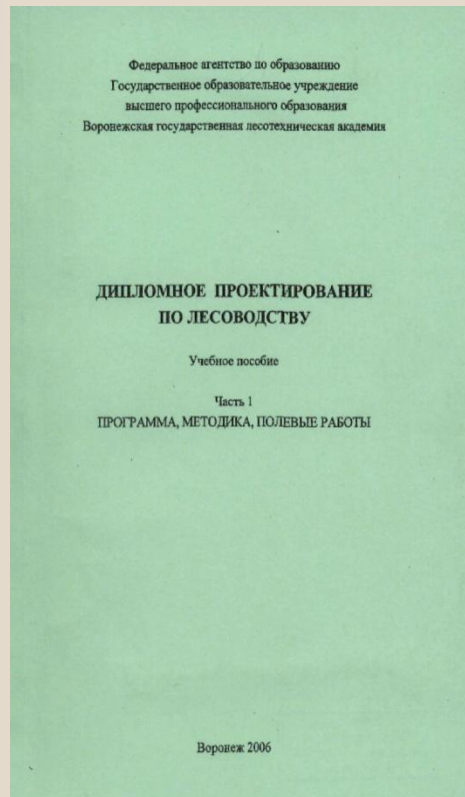 Федеральное агентство по образованию
Государственное образовательное учреждение
высшего профессионального образования
Воронежская государственная лесотехническая академия
ДИПЛОМНОЕ ПРОЕКТИРОВАНИЕ
ПО ЛЕСОВОДСТВУ
Учебное пособие
Часть 1
ПРОГРАММА, МЕТОДИКА, ПОЛЕВЫЕ РАБОТЫ
Воронеж 2006